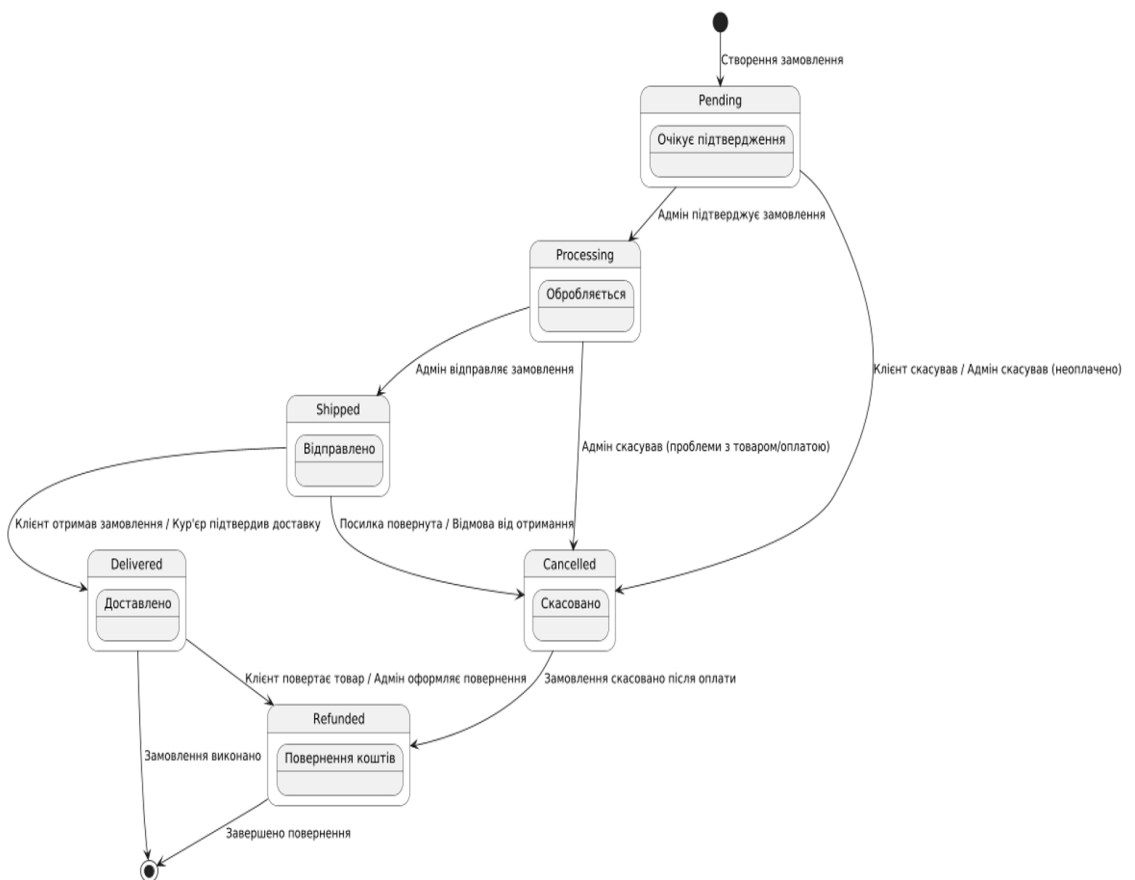 Створення замовлення
Pending
Очікує підтвердження
Адмін підтверджує замовлення
Processing
Обробляється
Адмін відправляє замовлення
Клієнт скасував / Адмін скасував (неоплачено)
Shipped
Відправлено
Адмін скасував (проблеми з товаром/оплатою)
Клієнт отримав замовлення / Кур'єр підтвердив доставку
Посилка повернута / Відмова від отримання
Delivered
Доставлено
Cancelled
Скасовано
Клієнт повертає товар / Адмін оформляє повернення
Замовлення скасовано після оплати
Refunded
Повернення коштів
Замовлення виконано
Завершено повернення